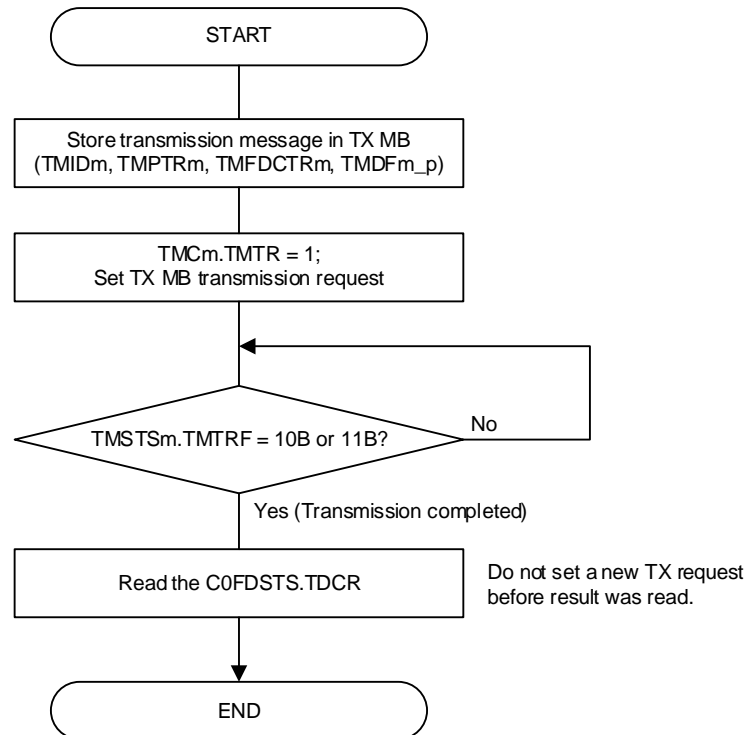 START
Store transmission message in TX MB
(TMIDm, TMPTRm, TMFDCTRm, TMDFm_p)
TMCm.TMTR = 1;
Set TX MB transmission request
TMSTSm.TMTRF = 10B or 11B?
No
Yes (Transmission completed)
Read the C0FDSTS.TDCR
Do not set a new TX request
before result was read.
END